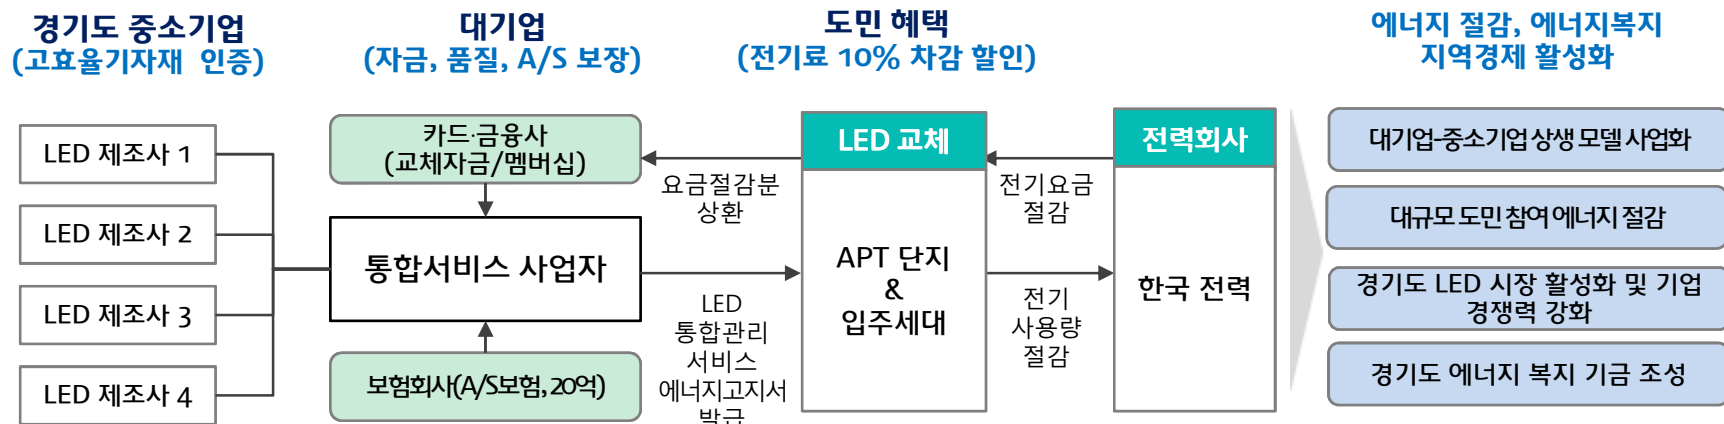 경기도 중소기업
(고효율기자재 인증)
대기업
(자금, 품질, A/S 보장)
도민 혜택
(전기료 10% 차감 할인)
에너지 절감, 에너지복지
지역경제 활성화
LED 제조사 1
LED 제조사 2
LED 제조사 3
LED 제조사 4
카드·금융사
(교체자금/멤버십)
통합서비스 사업자
보험회사(A/S보험, 20억)
요금절감분
상환
LED
통합관리
서비스
에너지고지서
발급
LED 교체
APT 단지
&
입주세대
전기요금
절감
전기
사용량
절감
전력회사
한국 전력
대기업-중소기업 상생 모델 사업화
대규모 도민 참여 에너지 절감
경기도 LED 시장 활성화 및 기업
경쟁력 강화
경기도 에너지 복지 기금 조성